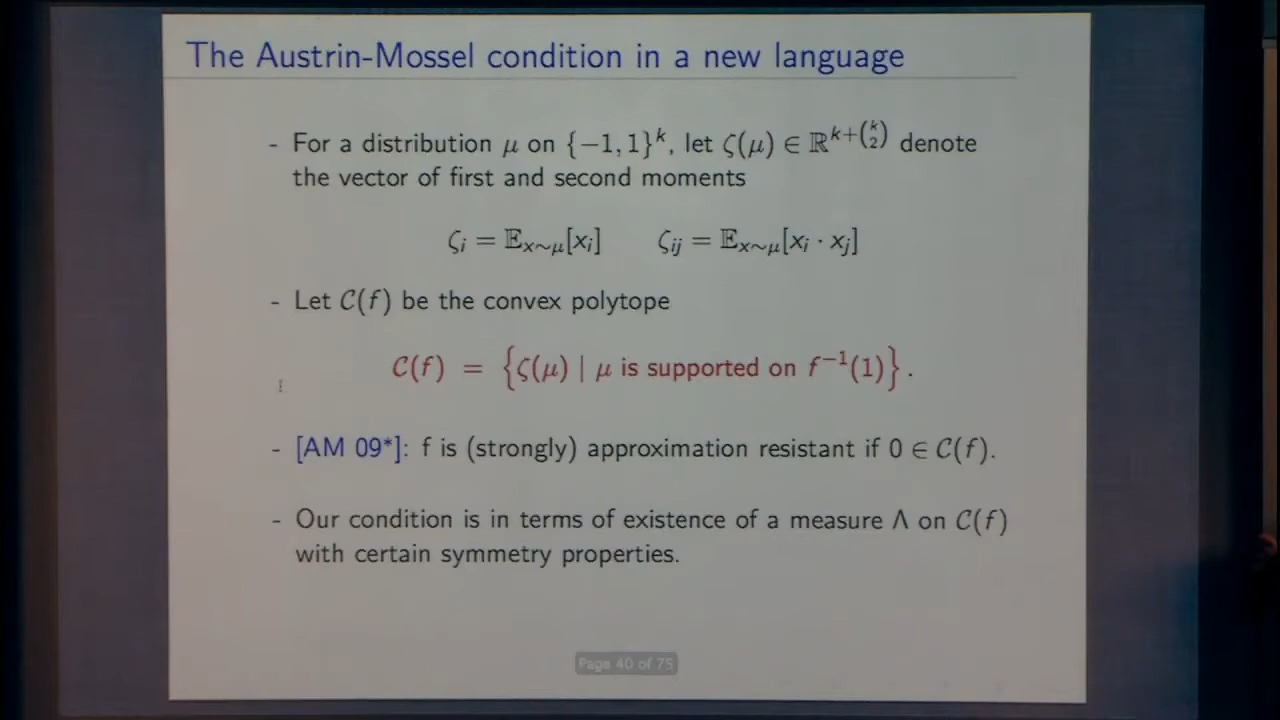 The Austrin-Mossel condition in a new language
- For a distribution μ on {−1, 1}^k, let ζ(μ) ∈ ℝ^{k+\binom{k}{2}} denote
the vector of first and second moments
ζ_i = 𝔼_{x∼μ}[x_i]    ζ_{ij} = 𝔼_{x∼μ}[x_i · x_j]
- Let 𝒞(f) be the convex polytope
𝒞(f) = {ζ(μ) | μ is supported on f^{−1}(1)}.
- [AM 09*]: f is (strongly) approximation resistant if 0 ∈ 𝒞(f).
- Our condition is in terms of existence of a measure Λ on 𝒞(f)
with certain symmetry properties.
Page 40 of 75